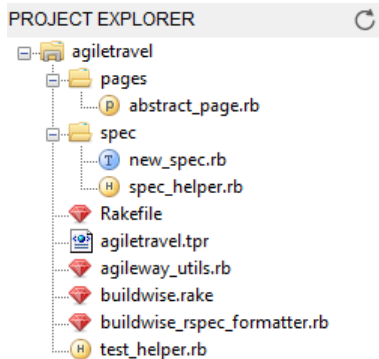 PROJECT EXPLORER
agiletravel
pages
P abstract_page.rb
spec
T new_spec.rb
H spec_helper.rb
Rakefile
agiletravel.tpr
agileway_utils.rb
buildwise.rake
buildwise_rspec_formatter.rb
H test_helper.rb